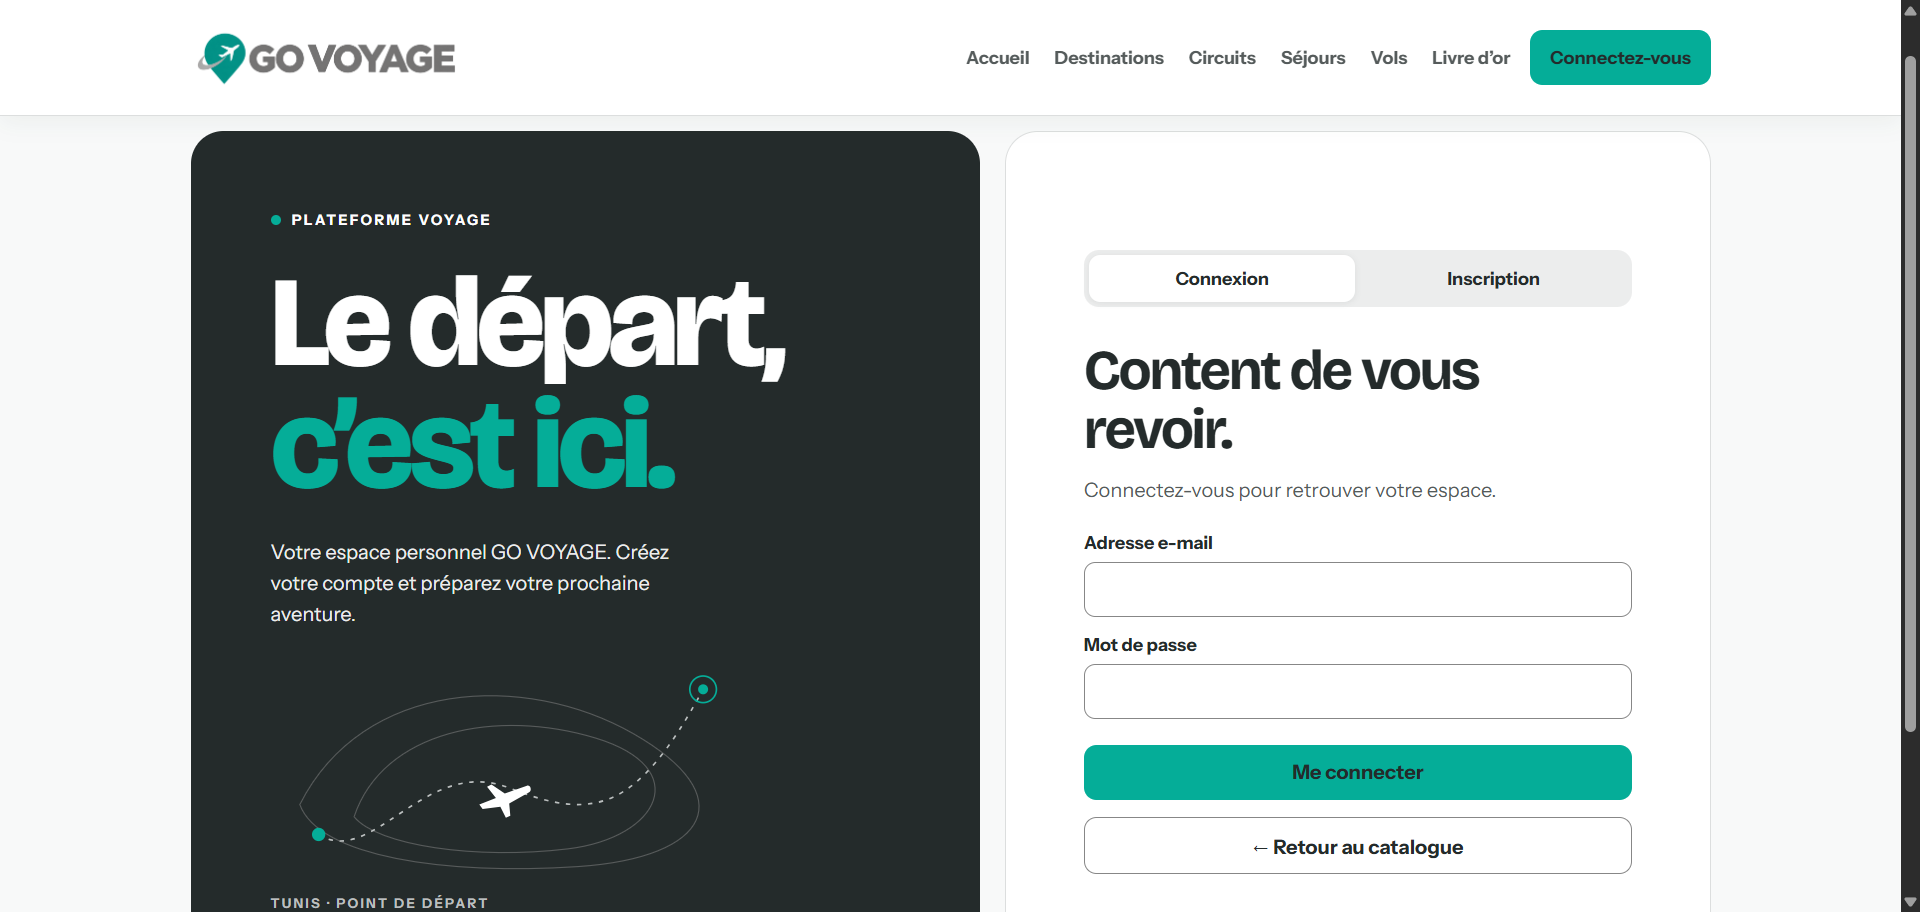 GO VOYAGE
Accueil
Destinations
Circuits
Séjours
Vols
Livre d’or
Connectez-vous
PLATEFORME VOYAGE
Le départ,
c’est ici.
Votre espace personnel GO VOYAGE. Créez
votre compte et préparez votre prochaine
aventure.
TUNIS · POINT DE DÉPART
Connexion
Inscription
Content de vous
revoir.
Connectez-vous pour retrouver votre espace.
Adresse e-mail
Mot de passe
Me connecter
← Retour au catalogue